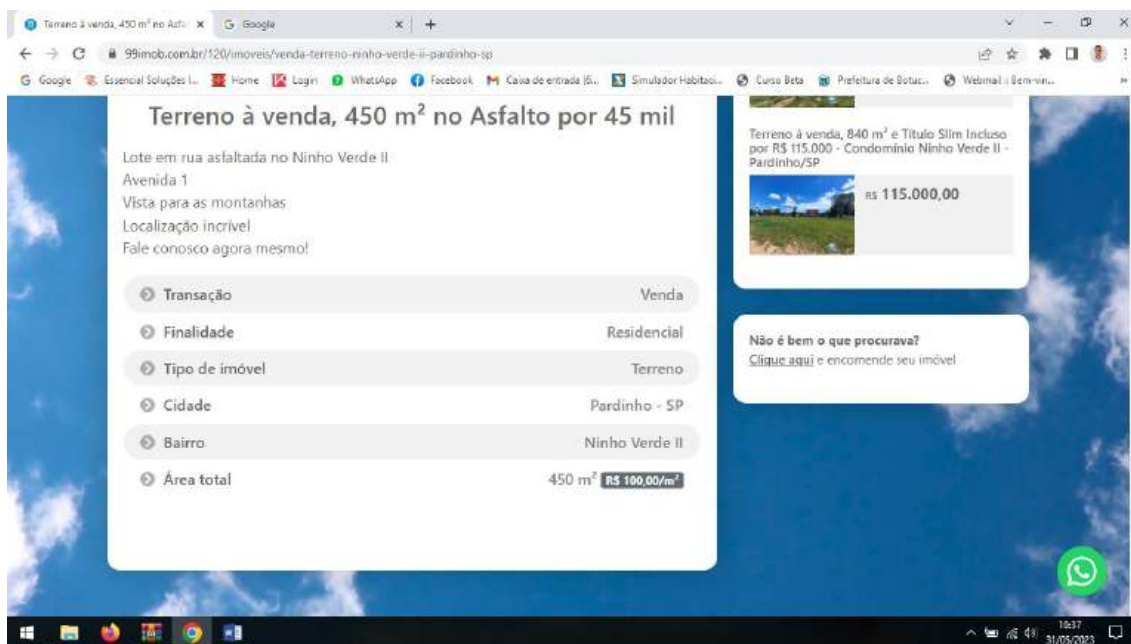 Terreno à venda, 450 m² no Asf
Google
99imob.com.br/120/imoveis/venda-terreno-ninho-verde-ii-pardinho-sp
Google
Essencial Soluções I...
Home
Login
WhatsApp
Facebook
Caixa de entrada
Simulador Habitaci...
Curso Beta
Prefeitura de Botuc...
Webmail :: Bem-vin...
Terreno à venda, 450 m² no Asfalto por 45 mil
Lote em rua asfaltada no Ninho Verde II
Avenida 1
Vista para as montanhas
Localização incrível
Fale conosco agora mesmo!
Transação Venda
Finalidade Residencial
Tipo de imóvel Terreno
Cidade Pardinho - SP
Bairro Ninho Verde II
Área total 450 m² R$ 100,00/m²
Terreno à venda, 840 m² e Título Slim Incluso
por R$ 115.000 - Condomínio Ninho Verde II -
Pardinho/SP
R$ 115.000,00
Não é bem o que procurava?
Clique aqui e encomende seu imóvel
10:37
31/05/2023